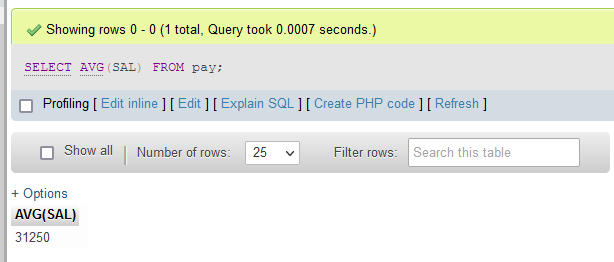 Showing rows 0 - 0 (1 total, Query took 0.0007 seconds.)
SELECT AVG(SAL) FROM pay;
Profiling [ Edit inline ] [ Edit ] [ Explain SQL ] [ Create PHP code ] [ Refresh ]
Show all | Number of rows: 25 Filter rows: Search this table
+ Options
AVG(SAL)
31250